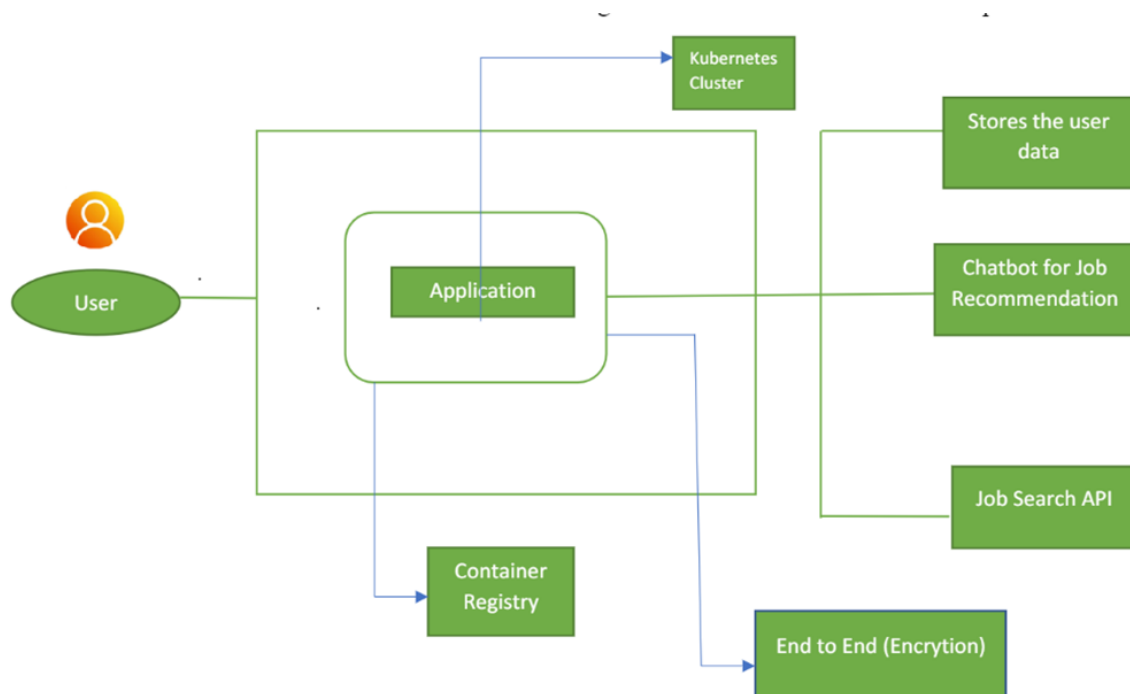 Kubernetes
Cluster
Stores the user
data
User
Application
Chatbot for Job
Recommendation
Job Search API
Container
Registry
End to End (Encrytion)